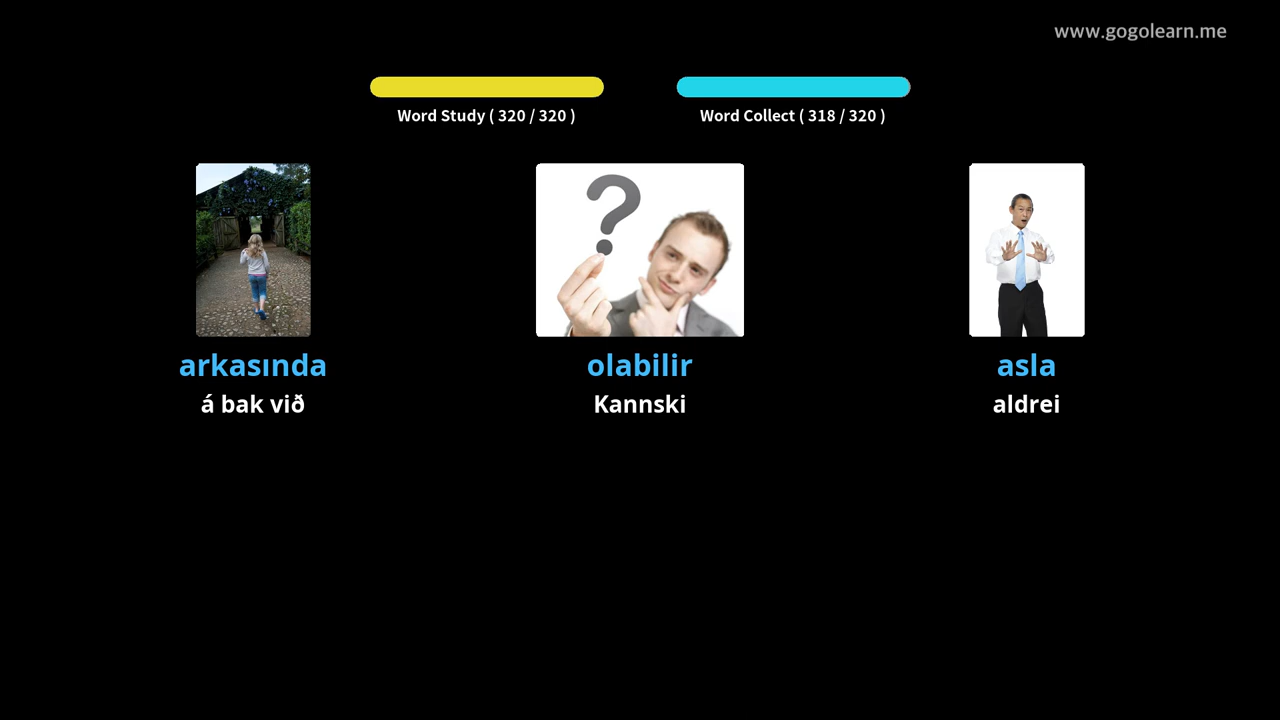 www.gogolearn.me
Word Study ( 320 / 320 )
Word Collect ( 318 / 320 )
?
arkasında
á bak við
olabilir
Kannski
asla
aldrei